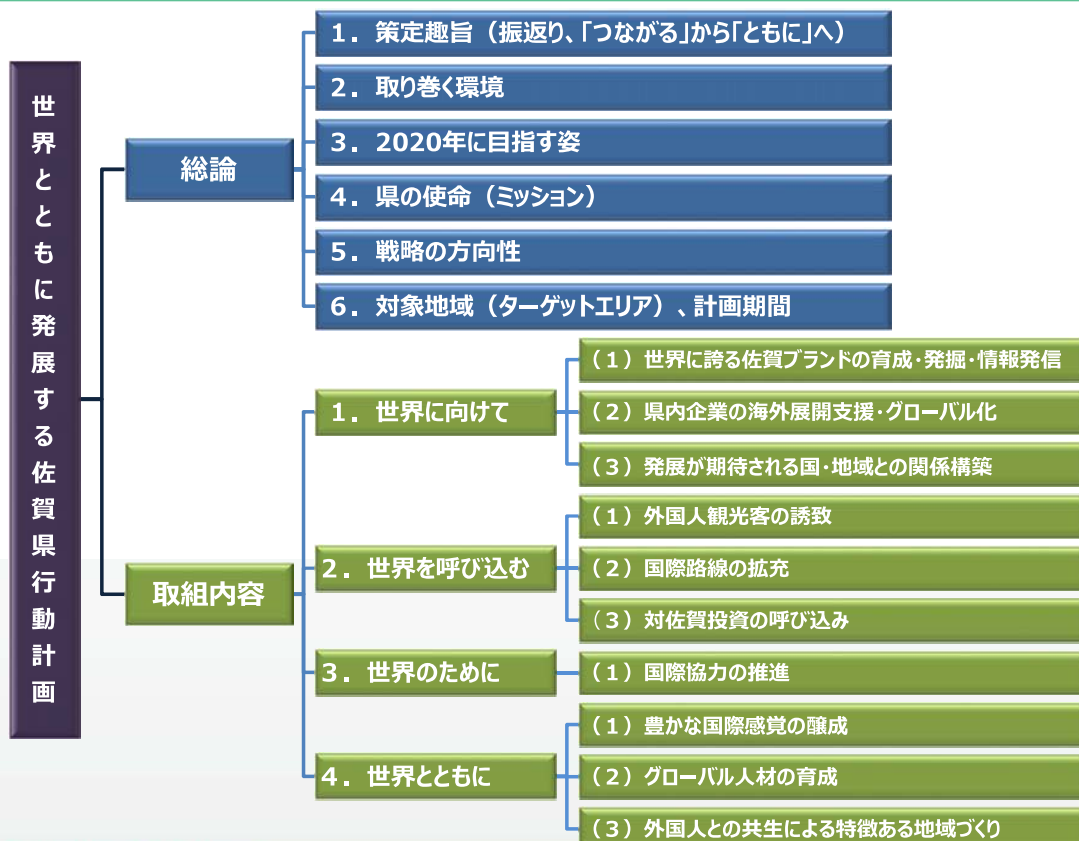 世界とともに発展する佐賀県行動計画
総論
1. 策定趣旨（振返り、「つながる」から「ともに」へ）
2. 取り巻く環境
3. 2020年に目指す姿
4. 県の使命（ミッション）
5. 戦略の方向性
6. 対象地域（ターゲットエリア）、計画期間
取組内容
1. 世界に向けて
（1）世界に誇る佐賀ブランドの育成・発掘・情報発信
（2）県内企業の海外展開支援・グローバル化
（3）発展が期待される国・地域との関係構築
2. 世界を呼び込む
（1）外国人観光客の誘致
（2）国際路線の拡充
（3）対佐賀投資の呼び込み
3. 世界のために
（1）国際協力の推進
4. 世界とともに
（1）豊かな国際感覚の醸成
（2）グローバル人材の育成
（3）外国人との共生による特徴ある地域づくり